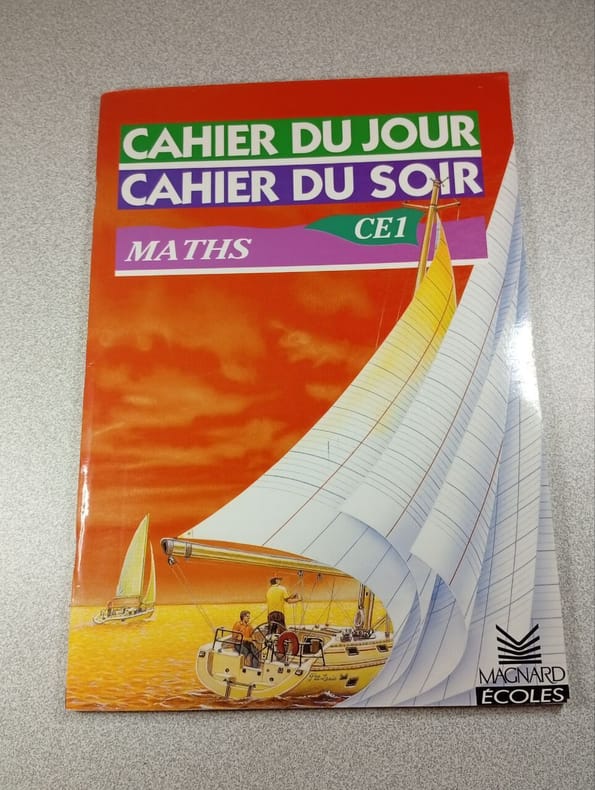 CAHIER DU JOUR
CAHIER DU SOIR
CE1
MATHS
MAGNARD
ÉCOLES